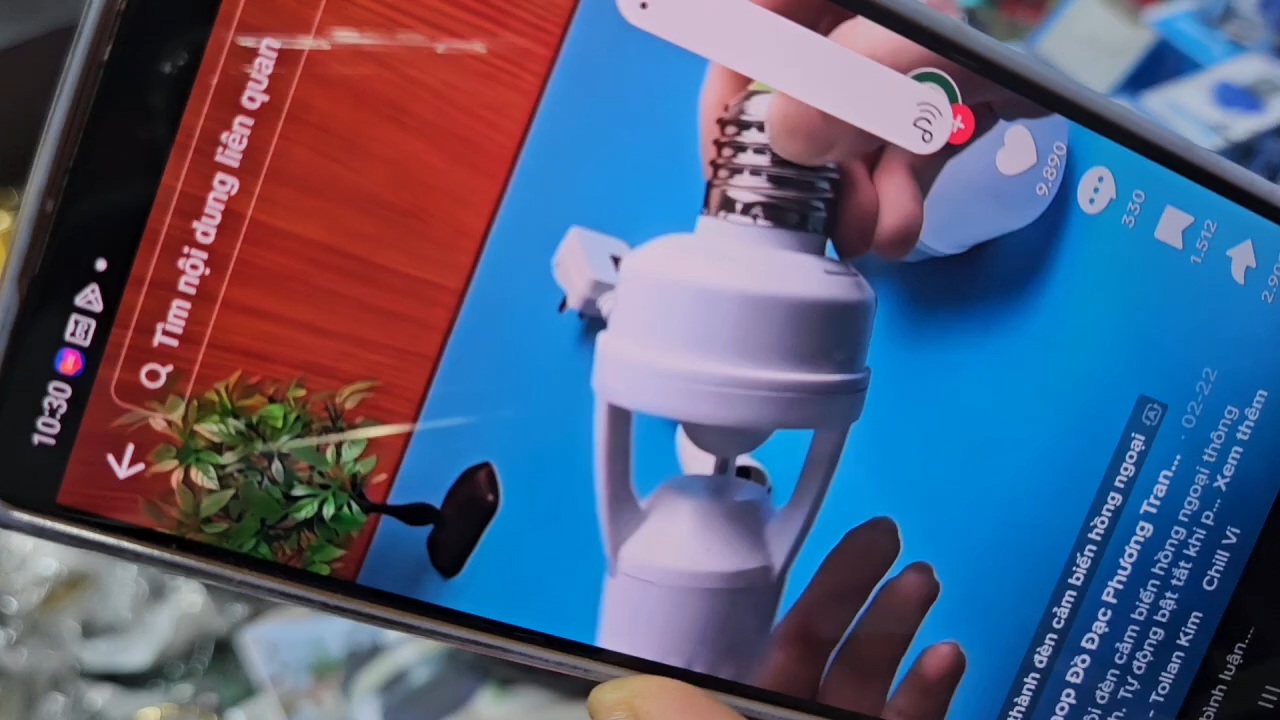 10:30
Tìm nội dung liên quan
9.890
330
1.512
thành đèn cảm biến hồng ngoại
hop Đồ Đạc Phương Tran... · 02-22
đèn cảm biến hồng ngoại thông
Tự động bật tắt khi p... Xem thêm
- Tollan Kim Chill Vi
bình luận...